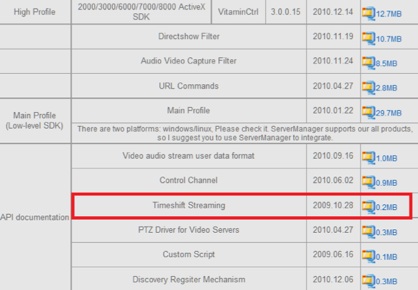 High Profile
2000/3000/6000/7000/8000 ActiveX
SDK
VitaminCtrl
3.0.0.15
2010.12.14
12.7MB
Directshow Filter
2010.11.19
10.7MB
Audio Video Capture Filter
2010.11.24
8.5MB
URL Commands
2010.04.27
2.8MB
Main Profile
(Low-level SDK)
Main Profile
2010.01.22
29.7MB
There are two platforms: windows/linux, Please check it. ServerManager supports our all products,
so I suggest you to use ServerManager to integrate.
API documentation
Video audio stream user data format
2010.09.16
1.0MB
Control Channel
2010.06.02
0.9MB
Timeshift Streaming
2009.10.28
0.2MB
PTZ Driver for Video Servers
2010.04.27
0.3MB
Custom Script
2009.06.16
0.1MB
Discovery Regsiter Mechanism
2010.12.06
0.3MB